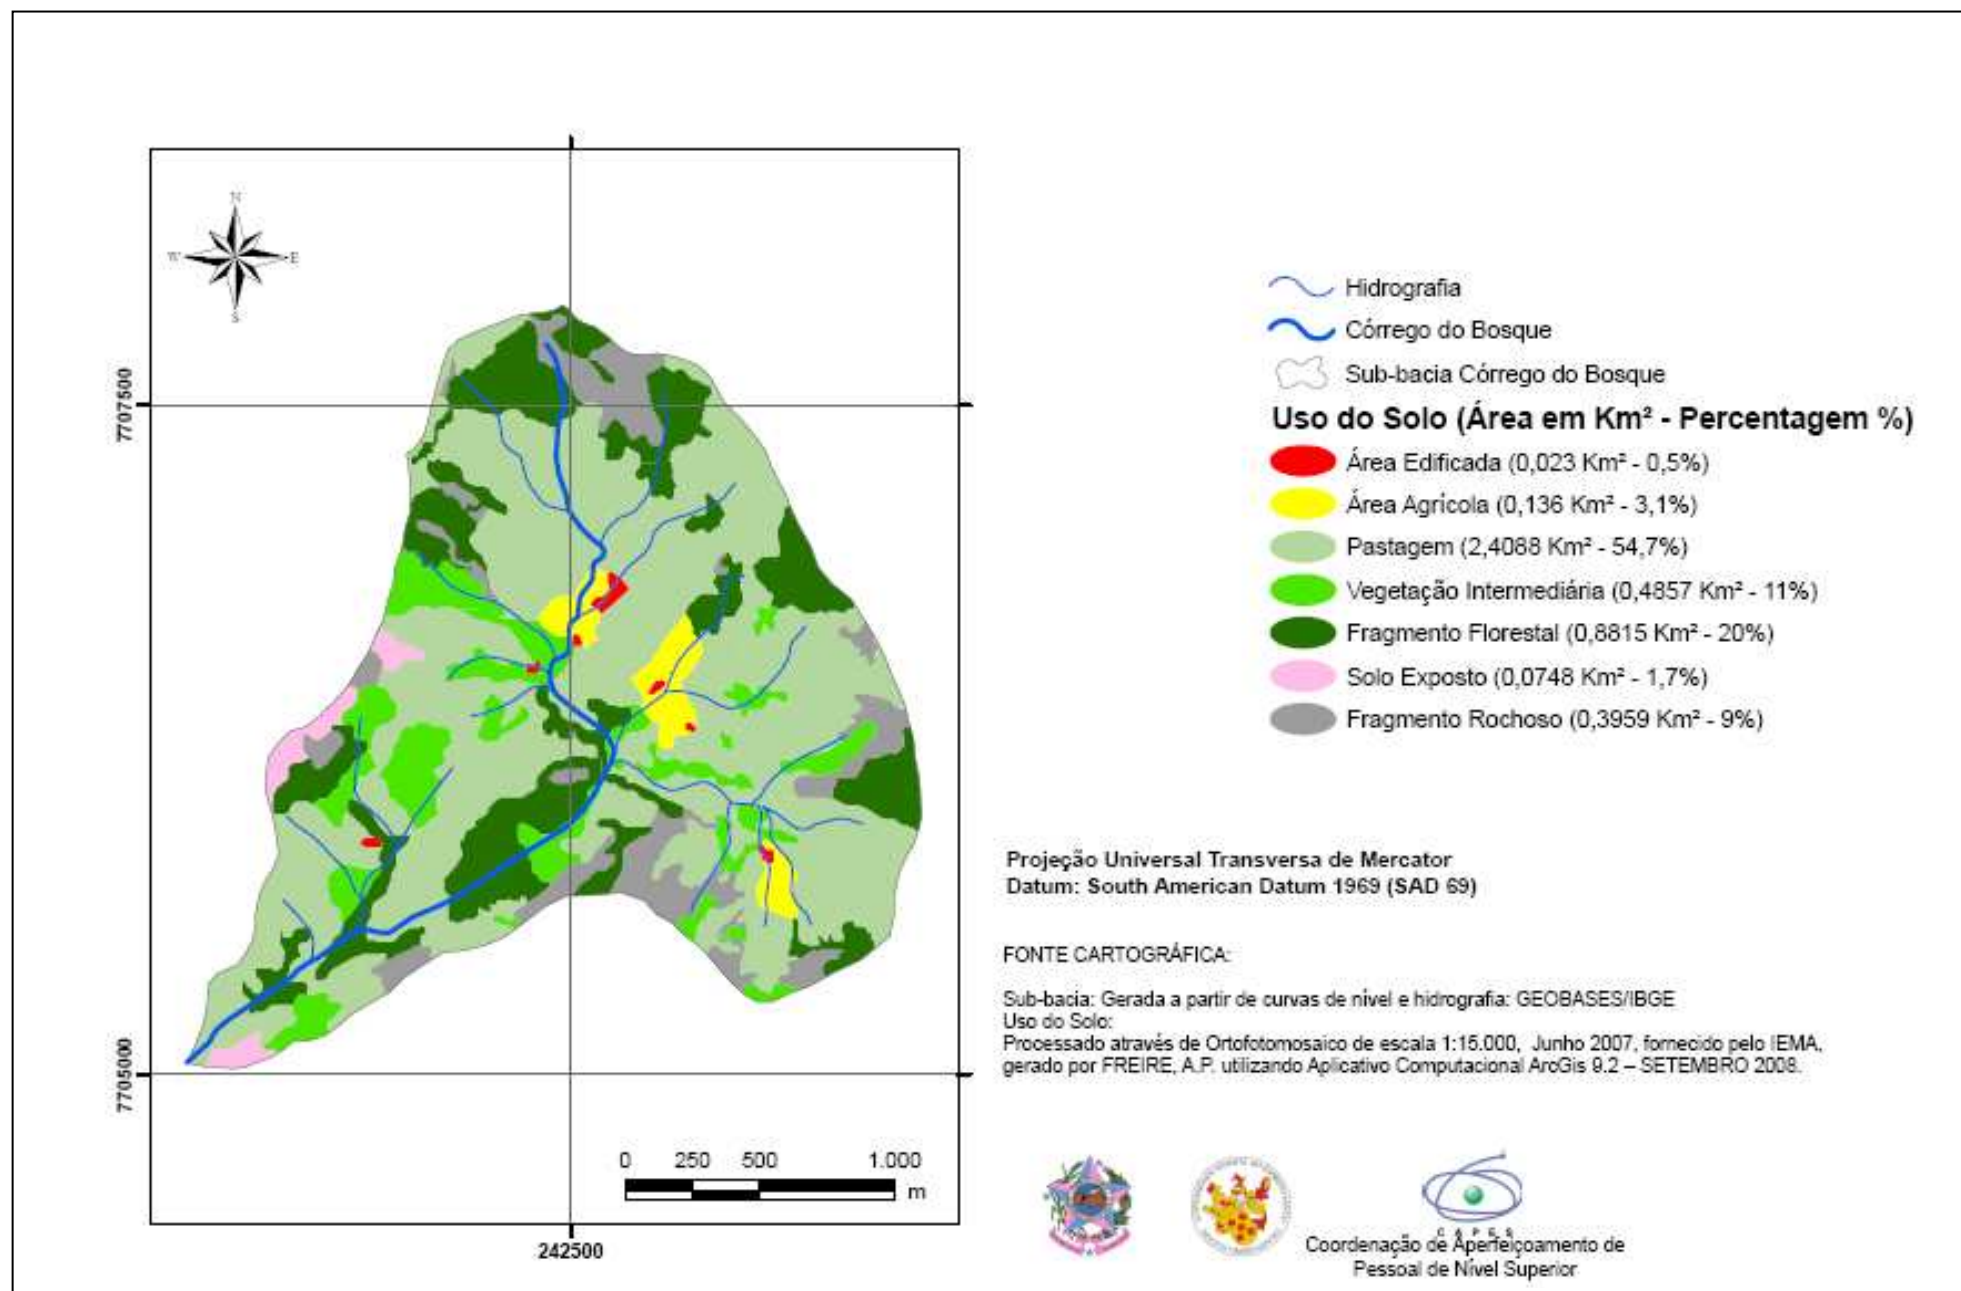 N
W E
S
7707500
7705000
242500
0 250 500 1.000
m
Hidrografia
Córrego do Bosque
Sub-bacia Córrego do Bosque
Uso do Solo (Área em Km² - Percentagem %)
Área Edificada (0,023 Km² - 0,5%)
Área Agrícola (0,136 Km² - 3,1%)
Pastagem (2,4088 Km² - 54,7%)
Vegetação Intermediária (0,4857 Km² - 11%)
Fragmento Florestal (0,8815 Km² - 20%)
Solo Exposto (0,0748 Km² - 1,7%)
Fragmento Rochoso (0,3959 Km² - 9%)
Projeção Universal Transversa de Mercator
Datum: South American Datum 1969 (SAD 69)
FONTE CARTOGRÁFICA:
Sub-bacia: Gerada a partir de curvas de nível e hidrografia: GEOBASES/IBGE
Uso do Solo:
Processado através de Ortofotomosaico de escala 1:15.000, Junho 2007, fornecido pelo IEMA,
gerado por FREIRE, A.P. utilizando Aplicativo Computacional ArcGis 9.2 – SETEMBRO 2008.
CAPES
Coordenação de Aperfeiçoamento de
Pessoal de Nível Superior